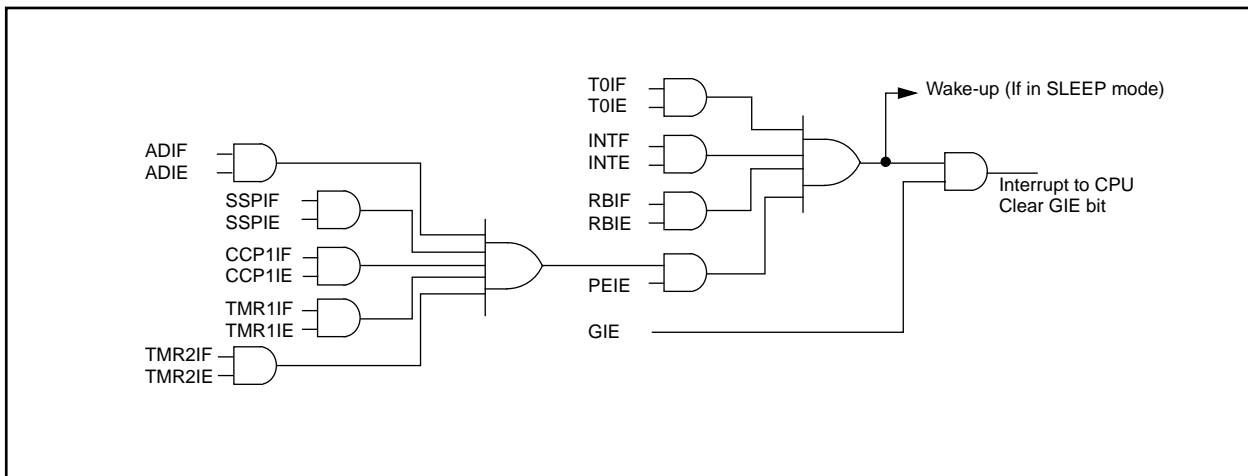 ADIF
ADIE
SSPIF
SSPIE
CCP1IF
CCP1IE
TMR1IF
TMR1IE
TMR2IF
TMR2IE
T0IF
T0IE
INTF
INTE
RBIF
RBIE
PEIE
GIE
Wake-up (If in SLEEP mode)
Interrupt to CPU
Clear GIE bit